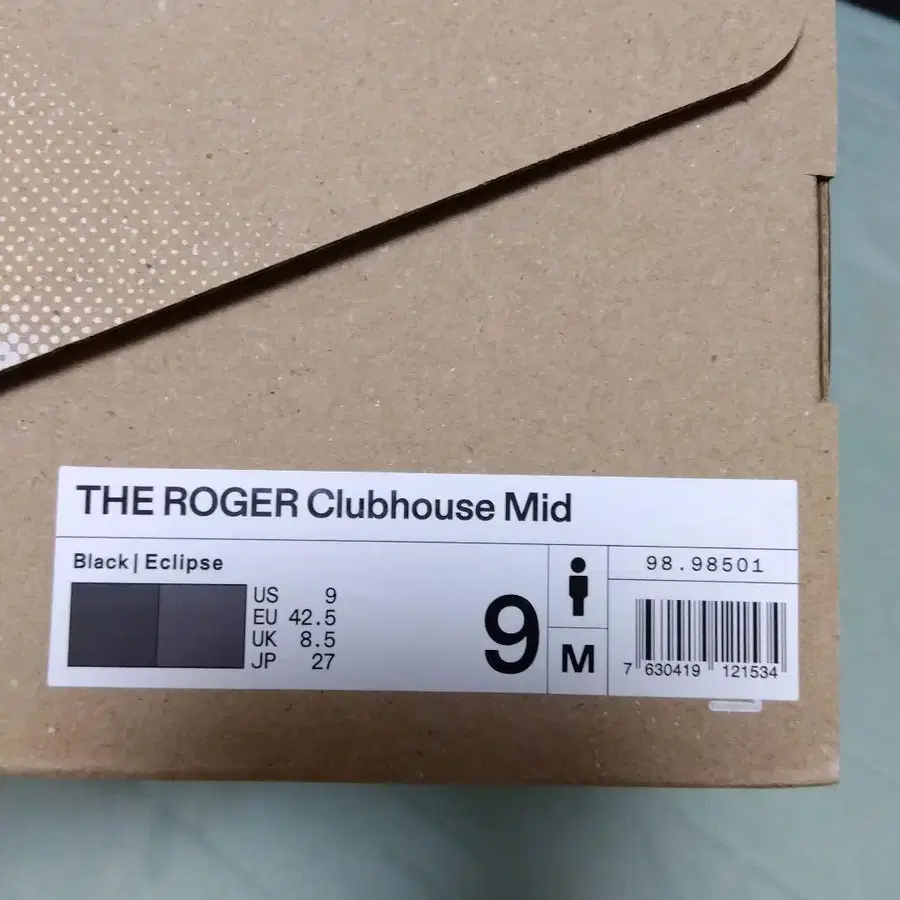 THE ROGER Clubhouse Mid
Black | Eclipse
US 9
EU 42.5
UK 8.5
JP 27
9
M
98.98501
7 630419 121534